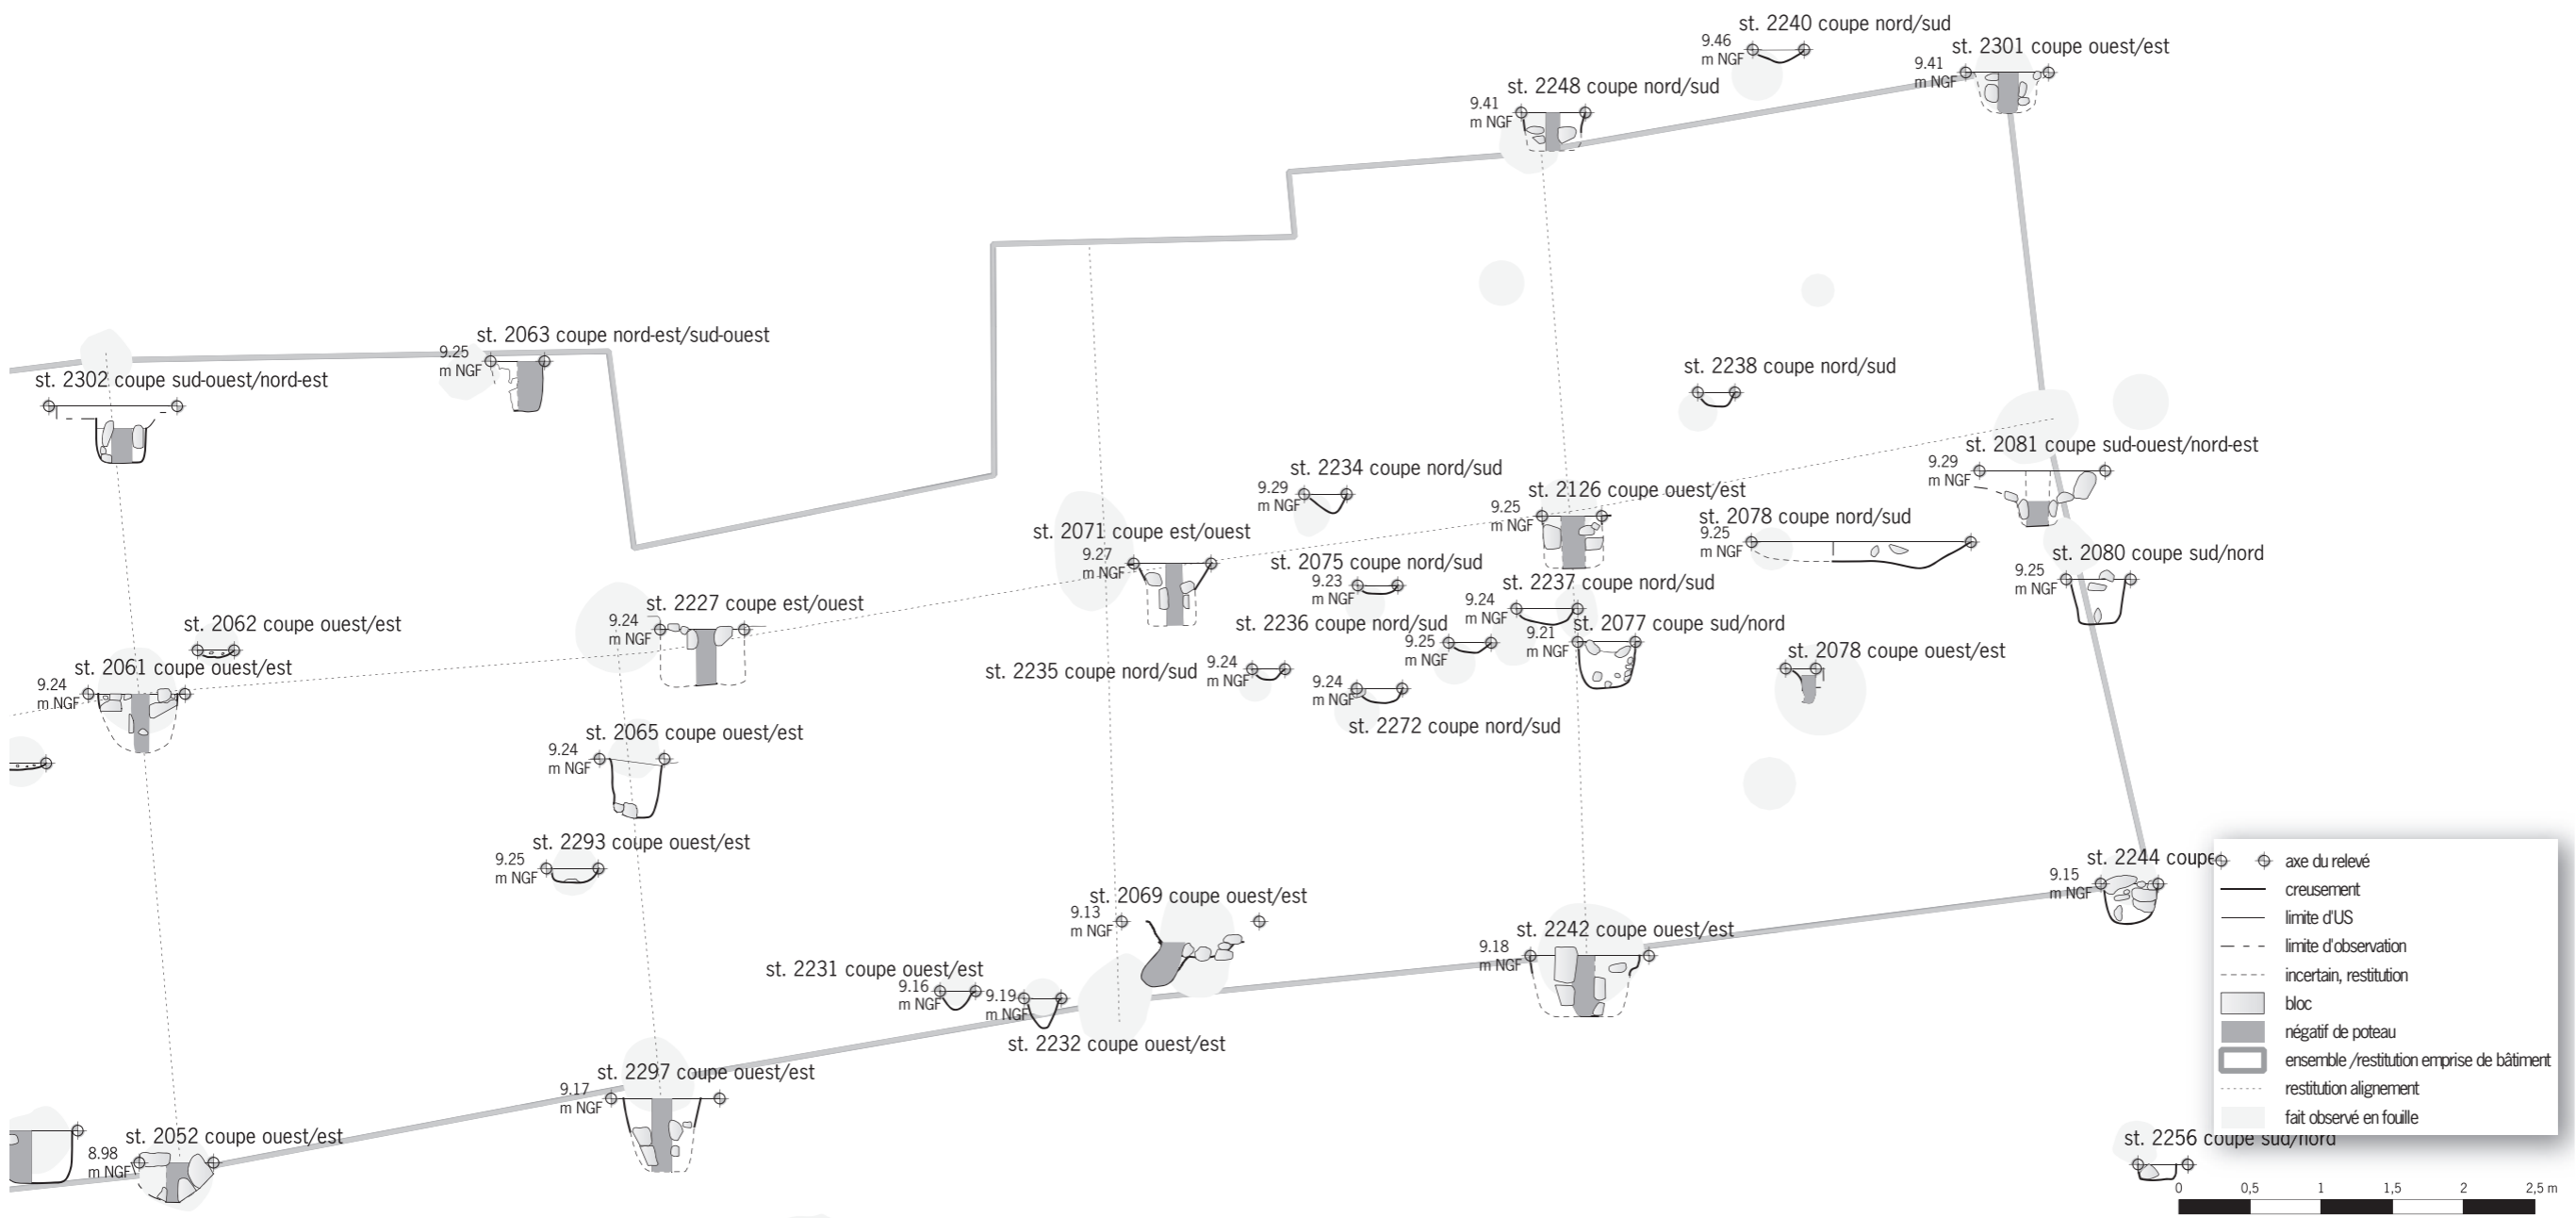 st. 2240 coupe nord/sud
9.46
m NGF
st. 2301 coupe ouest/est
9.41
m NGF
st. 2248 coupe nord/sud
9.41
m NGF
st. 2063 coupe nord-est/sud-ouest
9.25
m NGF
st. 2302 coupe sud-ouest/nord-est
st. 2238 coupe nord/sud
st. 2081 coupe sud-ouest/nord-est
9.29
m NGF
st. 2234 coupe nord/sud
9.29
m NGF
st. 2126 coupe ouest/est
9.25
m NGF
st. 2078 coupe nord/sud
9.25
m NGF
st. 2071 coupe est/ouest
9.27
m NGF
st. 2080 coupe sud/nord
9.25
m NGF
st. 2075 coupe nord/sud
9.23
m NGF
st. 2237 coupe nord/sud
9.24
m NGF
st. 2227 coupe est/ouest
9.24
m NGF
st. 2062 coupe ouest/est
st. 2236 coupe nord/sud
9.25
m NGF
st. 2077 coupe sud/nord
9.21
m NGF
st. 2078 coupe ouest/est
st. 2061 coupe ouest/est
9.24
m NGF
st. 2235 coupe nord/sud
9.24
m NGF
9.24
m NGF
st. 2272 coupe nord/sud
st. 2065 coupe ouest/est
9.24
m NGF
st. 2293 coupe ouest/est
9.25
m NGF
st. 2244 coupe
9.15
m NGF
st. 2069 coupe ouest/est
9.13
m NGF
st. 2242 coupe ouest/est
9.18
m NGF
st. 2231 coupe ouest/est
9.16
m NGF
9.19
m NGF
st. 2232 coupe ouest/est
st. 2297 coupe ouest/est
9.17
m NGF
st. 2052 coupe ouest/est
8.98
m NGF
axe du relevé
creusement
limite d'US
limite d'observation
incertain, restitution
bloc
négatif de poteau
ensemble /restitution emprise de bâtiment
restitution alignement
fait observé en fouille
st. 2256 coupe sud/nord
0 0,5 1 1,5 2 2,5 m